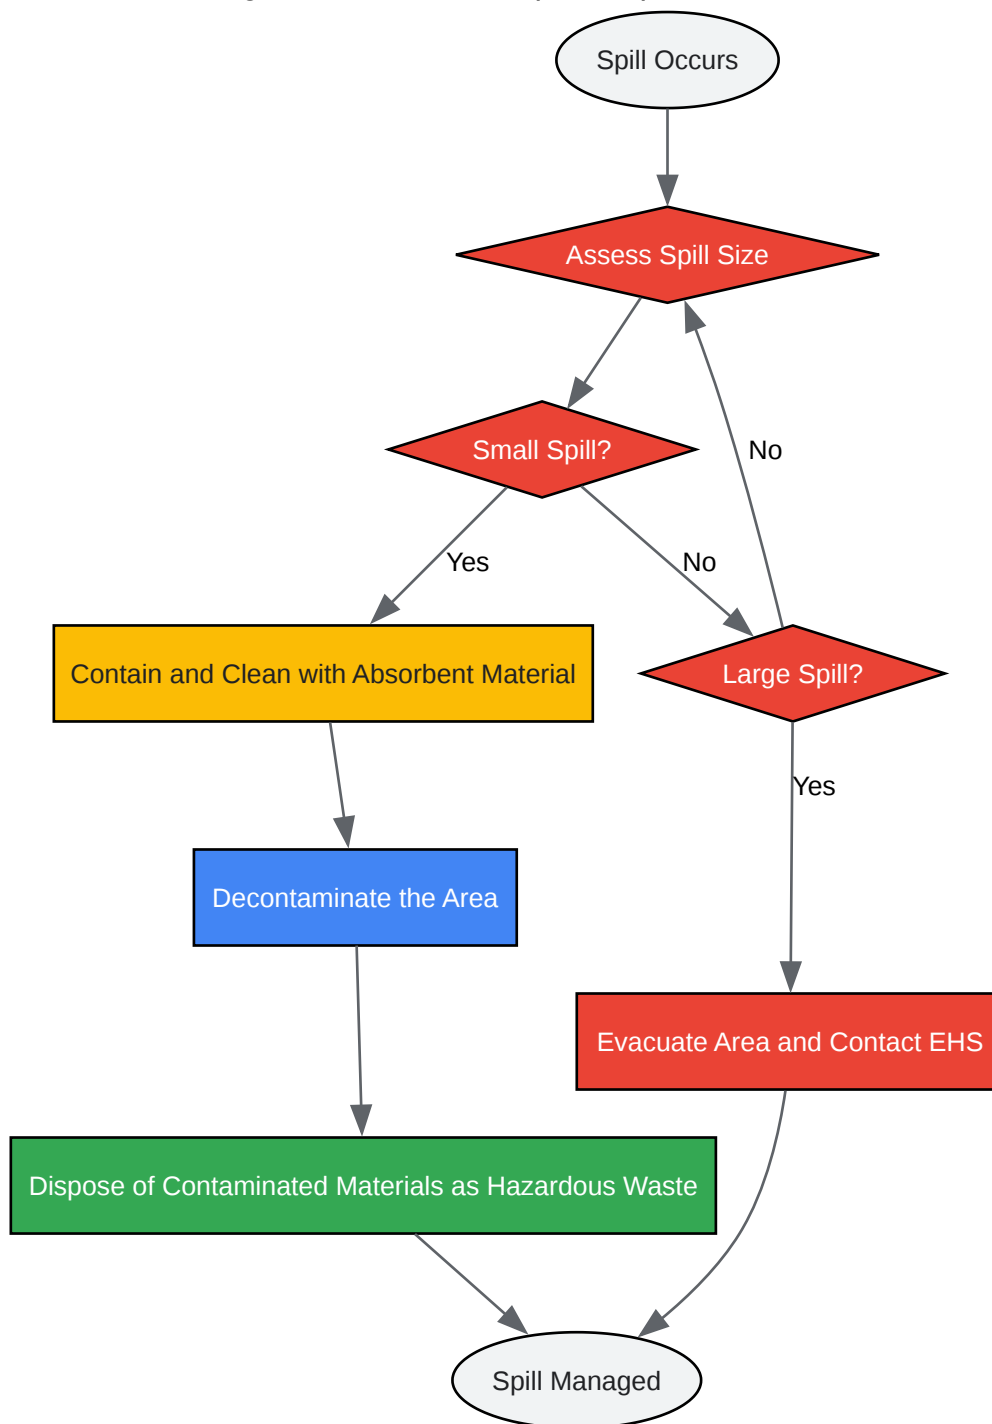 Spill Occurs
Assess Spill Size
Small Spill?
No
Yes
No
Contain and Clean with Absorbent Material
Large Spill?
Yes
Decontaminate the Area
Evacuate Area and Contact EHS
Dispose of Contaminated Materials as Hazardous Waste
Spill Managed